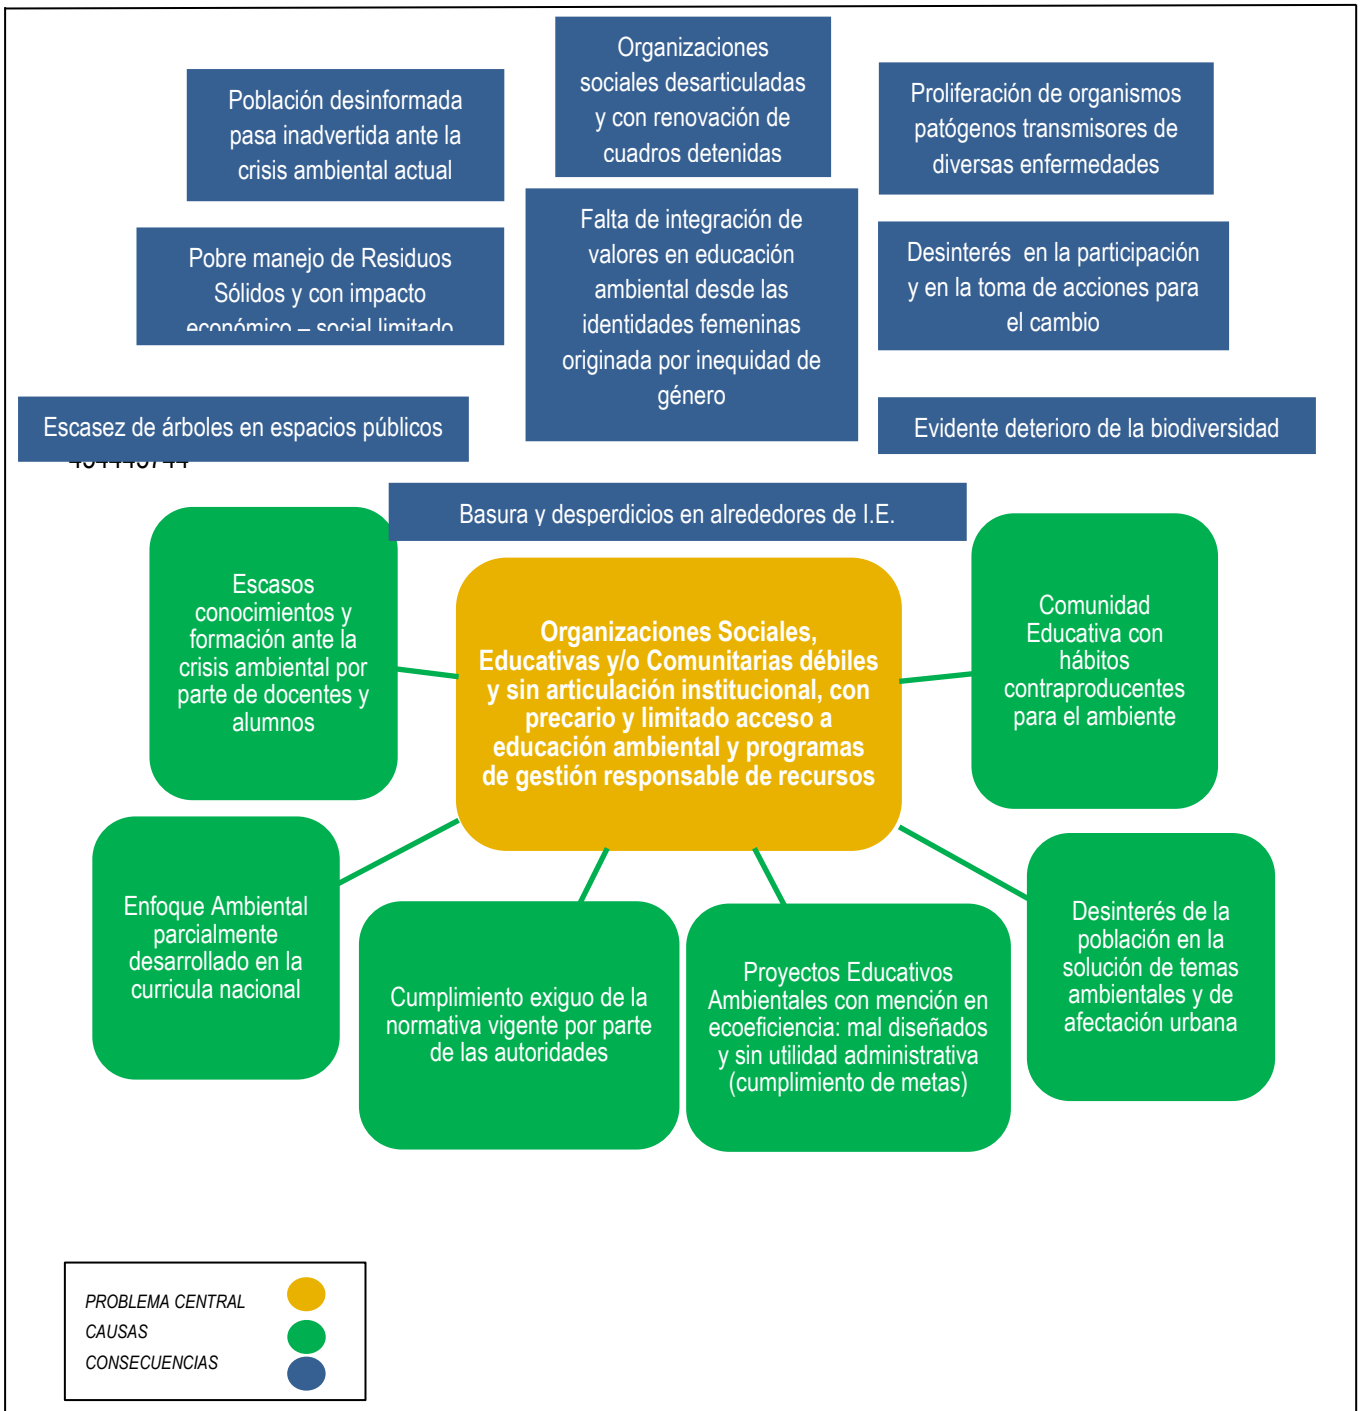 Organizaciones
sociales desarticuladas
y con renovación de
cuadros detenidas
Población desinformada
pasa inadvertida ante la
crisis ambiental actual
Proliferación de organismos
patógenos transmisores de
diversas enfermedades
Pobre manejo de Residuos
Sólidos y con impacto
económico – social limitado
Falta de integración de
valores en educación
ambiental desde las
identidades femeninas
originada por inequidad de
género
Desinterés en la participación
y en la toma de acciones para
el cambio
Escasez de árboles en espacios públicos
Evidente deterioro de la biodiversidad
Basura y desperdicios en alrededores de I.E.
Escasos
conocimientos y
formación ante la
crisis ambiental por
parte de docentes y
alumnos
Organizaciones Sociales,
Educativas y/o Comunitarias débiles
y sin articulación institucional, con
precario y limitado acceso a
educación ambiental y programas
de gestión responsable de recursos
Comunidad
Educativa con
hábitos
contraproducentes
para el ambiente
Enfoque Ambiental
parcialmente
desarrollado en la
curricula nacional
Cumplimiento exiguo de la
normativa vigente por parte
de las autoridades
Proyectos Educativos
Ambientales con mención en
ecoeficiencia: mal diseñados
y sin utilidad administrativa
(cumplimiento de metas)
Desinterés de la
población en la
solución de temas
ambientales y de
afectación urbana
PROBLEMA CENTRAL
CAUSAS
CONSECUENCIAS